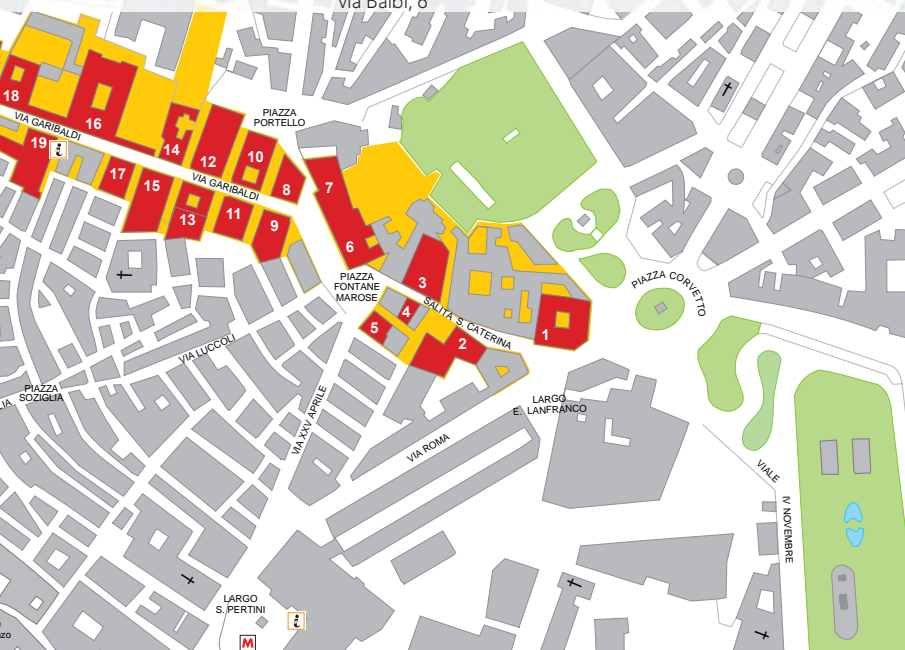 Via Balbi, 6
18
VIA GARIBALDI
16
PIAZZA
PORTELLO
19
i
14
12
10
17
15
VIA GARIBALDI
8
7
13
11
9
6
PIAZZA
FONTANE
MAROSE
3
SALITA S. CATERINA
PIAZZA CORVETTO
4
5
2
1
VIA LUCCOLI
PIAZZA
SOZIGLIA
LIA
VIA XXV APRILE
LARGO
E. LANFRANCO
VIA ROMA
VIALE
IV NOVEMBRE
LARGO
S. PERTINI
i
M
nzo